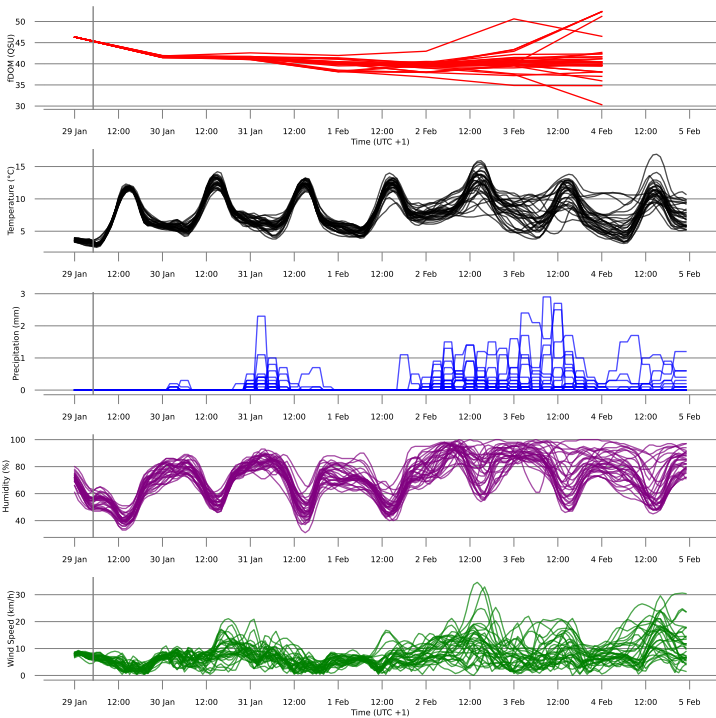 fDOM (QSU)
50
45
40
35
30
29 Jan 12:00 30 Jan 12:00 31 Jan 12:00 1 Feb 12:00 2 Feb 12:00 3 Feb 12:00 4 Feb 12:00 5 Feb
Time (UTC +1)
Temperature (°C)
15
10
5
29 Jan 12:00 30 Jan 12:00 31 Jan 12:00 1 Feb 12:00 2 Feb 12:00 3 Feb 12:00 4 Feb 12:00 5 Feb
Precipitation (mm)
3
2
1
0
29 Jan 12:00 30 Jan 12:00 31 Jan 12:00 1 Feb 12:00 2 Feb 12:00 3 Feb 12:00 4 Feb 12:00 5 Feb
Humidity (%)
100
80
60
40
29 Jan 12:00 30 Jan 12:00 31 Jan 12:00 1 Feb 12:00 2 Feb 12:00 3 Feb 12:00 4 Feb 12:00 5 Feb
Wind Speed (km/h)
30
20
10
0
29 Jan 12:00 30 Jan 12:00 31 Jan 12:00 1 Feb 12:00 2 Feb 12:00 3 Feb 12:00 4 Feb 12:00 5 Feb
Time (UTC +1)